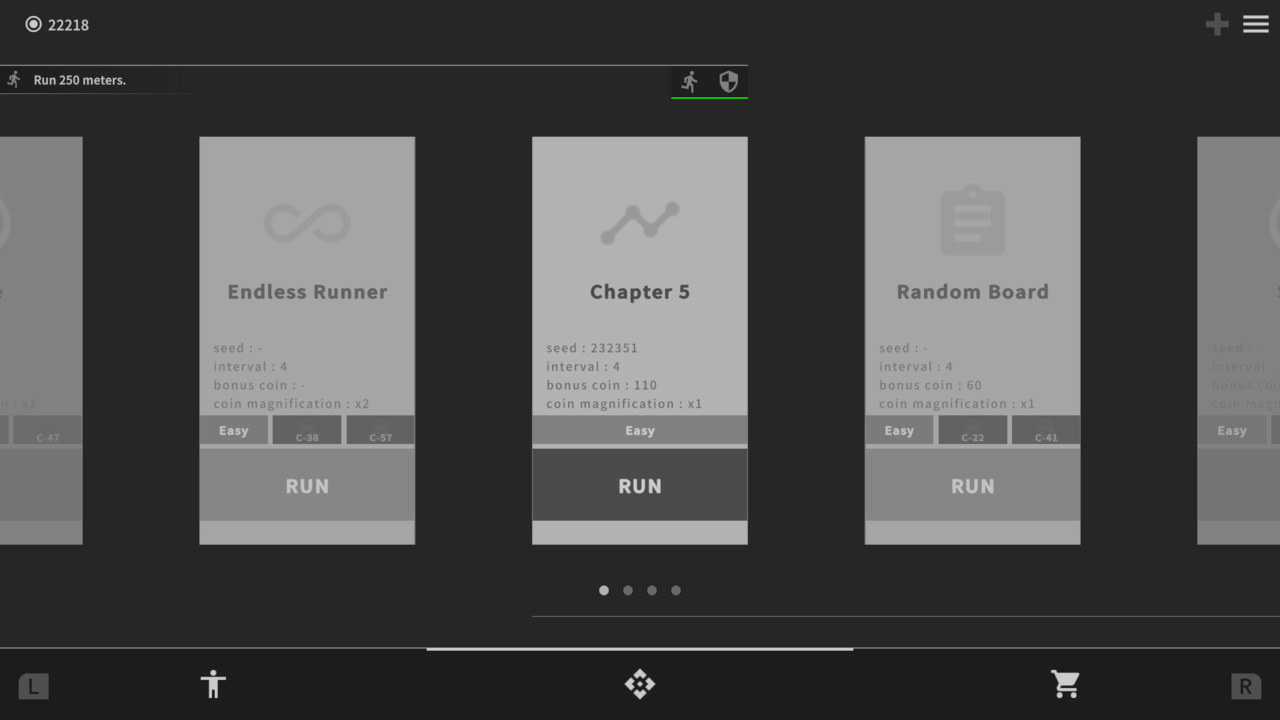 22218
Run 250 meters.
Endless Runner
seed : -
interval : 4
bonus coin : -
coin magnification : x2
Easy
C-38
C-57
RUN
Chapter 5
seed : 232351
interval : 4
bonus coin : 110
coin magnification : x1
Easy
RUN
Random Board
seed : -
interval : 4
bonus coin : 60
coin magnification : x1
Easy
C-22
C-41
RUN
n : x1
C-47
seed : -
interval :
bonus coi
coin magni
Easy
L
R